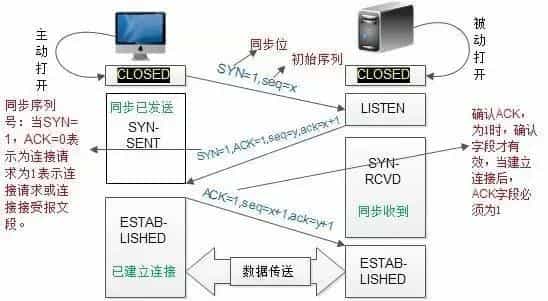 主动打开
被动打开
同步位
初始序列
CLOSED
CLOSED
SYN=1,seq=x
同步序列
号：当SYN=
1，ACK=0表
示为连接请
求为1表示连
接请求或连
接接受报文
段。
同步已发送
SYN-
SENT
LISTEN
SYN=1,ACK=1,seq=y,ack=x+1
确认ACK,
为1时，确认
字段才有
效，当建立
连接后，
ACK字段必
须为1
SYN-
RCVD
同步收到
ACK=1,seq=x+1,ack=y+1
ESTAB-
LISHED
已建立连接
数据传送
ESTAB-
LISHED